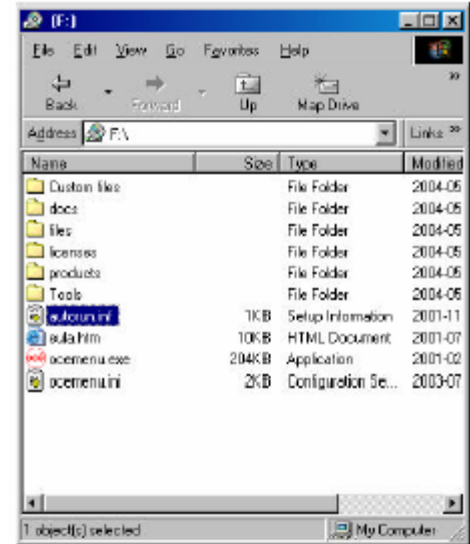 (F:)
File Edit View Go Favorites Help
Back Forward Up Map Drive »
Address F:\ Links »
Name Size Type Modified
Custom files File Folder 2004-05
docs File Folder 2004-05
files File Folder 2004-05
licenses File Folder 2004-05
products File Folder 2004-05
Tools File Folder 2004-05
autorun.inf 1KB Setup Information 2001-11
eula.htm 10KB HTML Document 2001-07
ocemenu.exe 204KB Application 2001-02
ocemenu.ini 2KB Configuration Se... 2003-07
1 object(s) selected My Computer